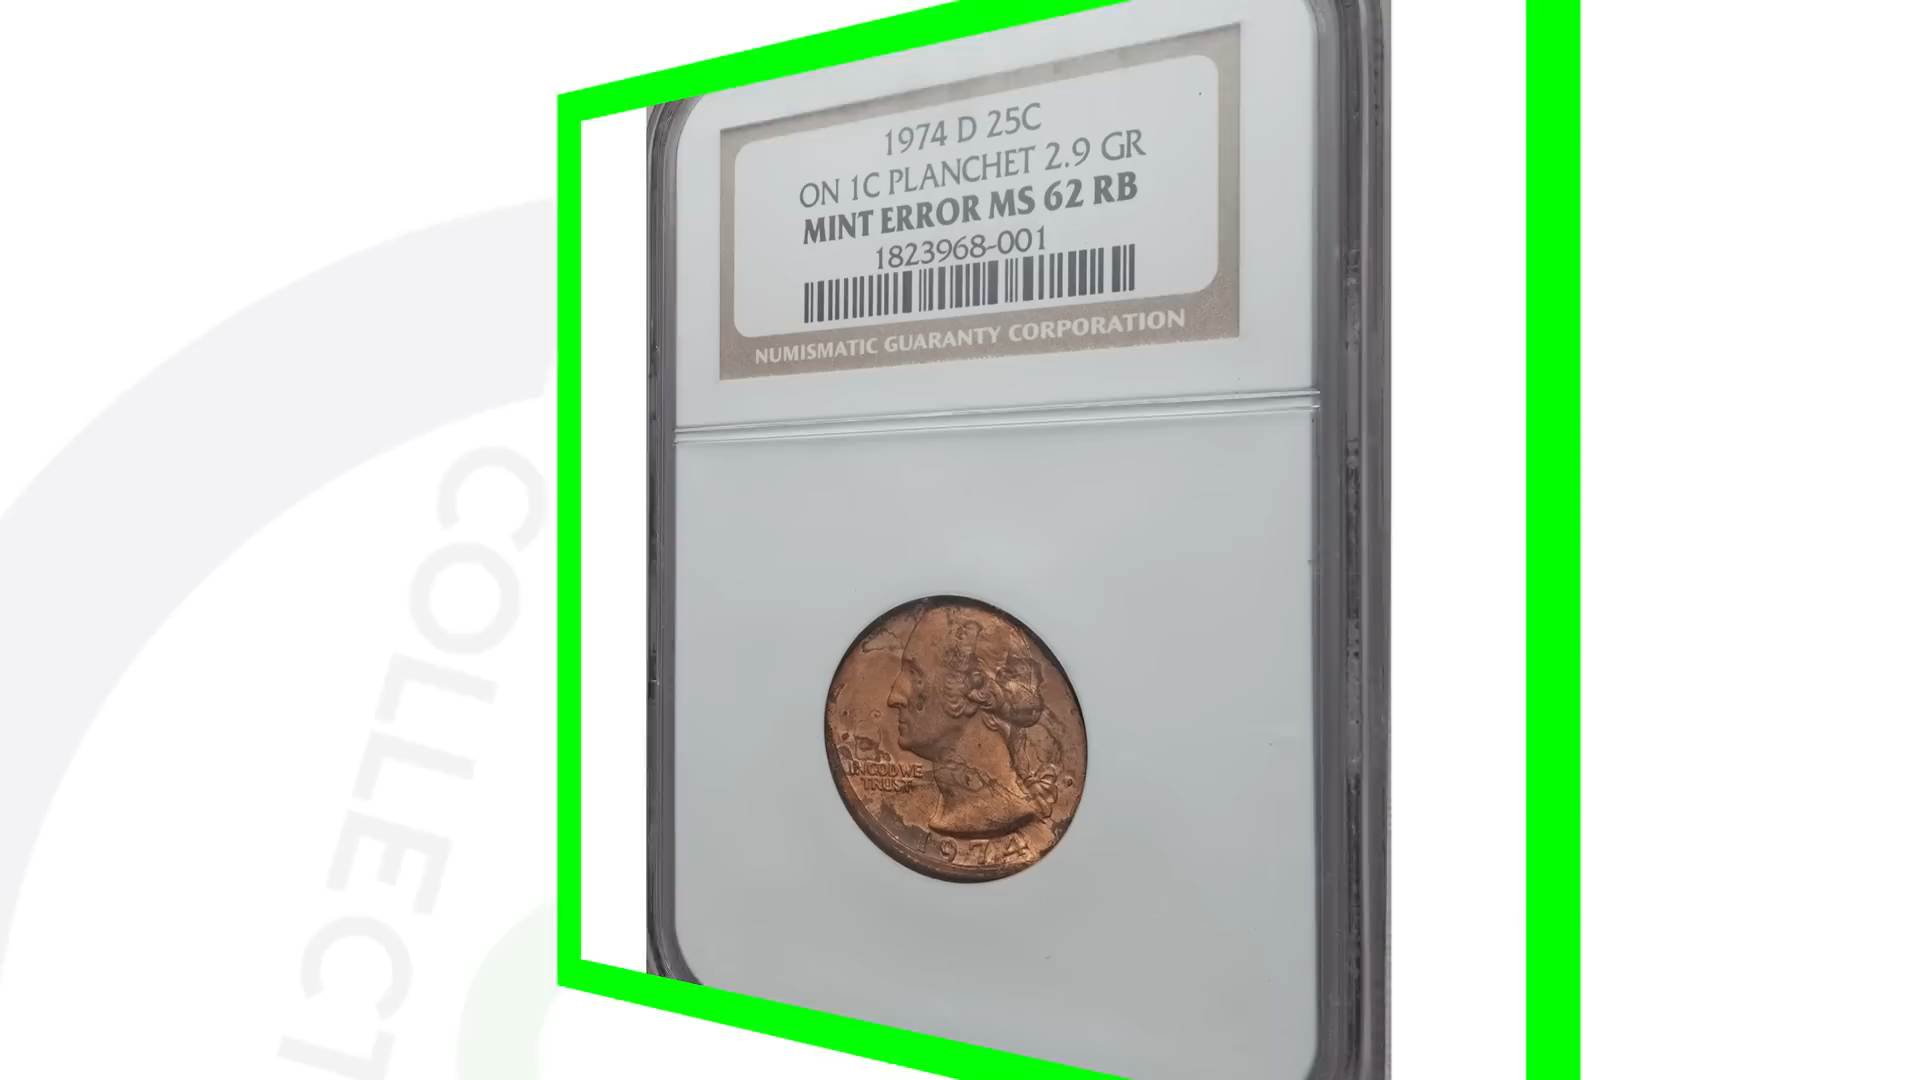 1974 D 25C
ON 1C PLANCHET 2.9 GR
MINT ERROR MS 62 RB
1823968-001
NUMISMATIC GUARANTY CORPORATION
IN GOD WE
TRUST
1974
COLLECT